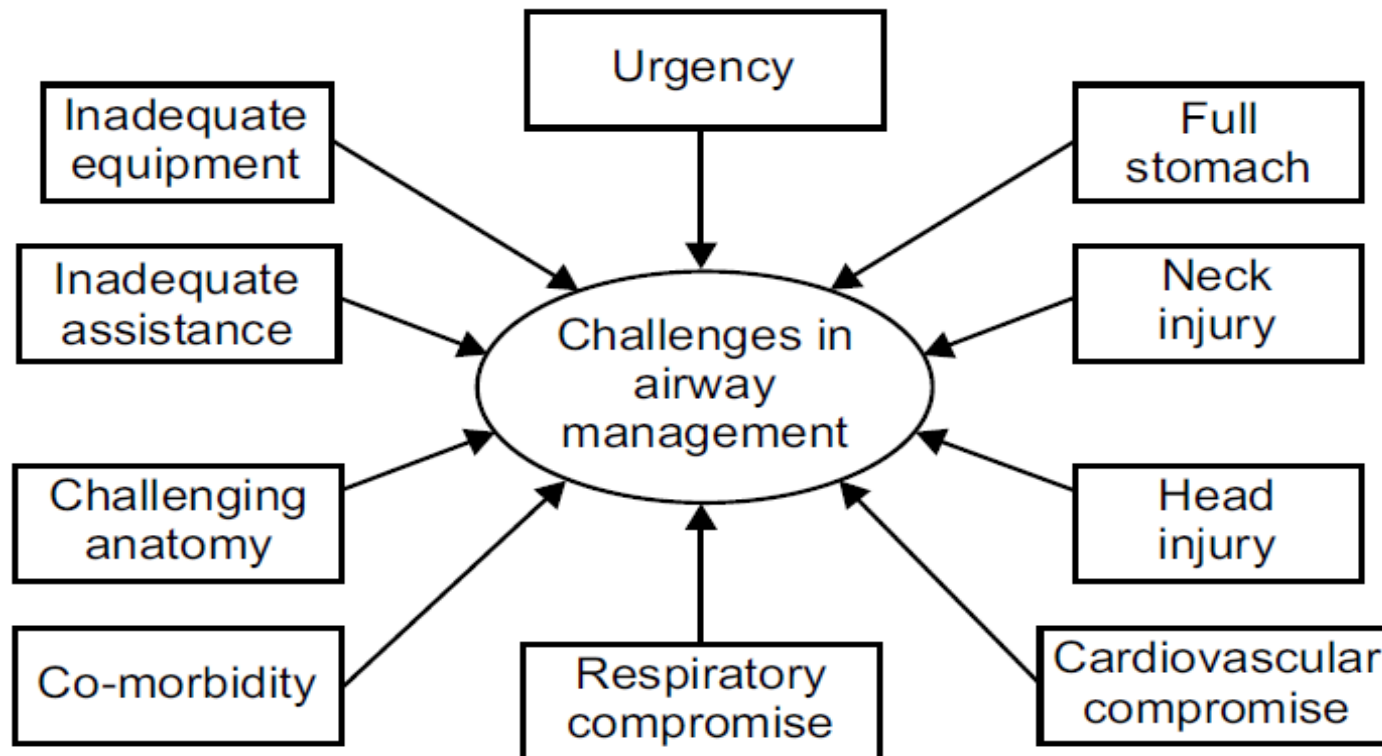 Urgency
Inadequate
equipment
Full
stomach
Inadequate
assistance
Neck
injury
Challenges in
airway
management
Challenging
anatomy
Head
injury
Co-morbidity
Respiratory
compromise
Cardiovascular
compromise